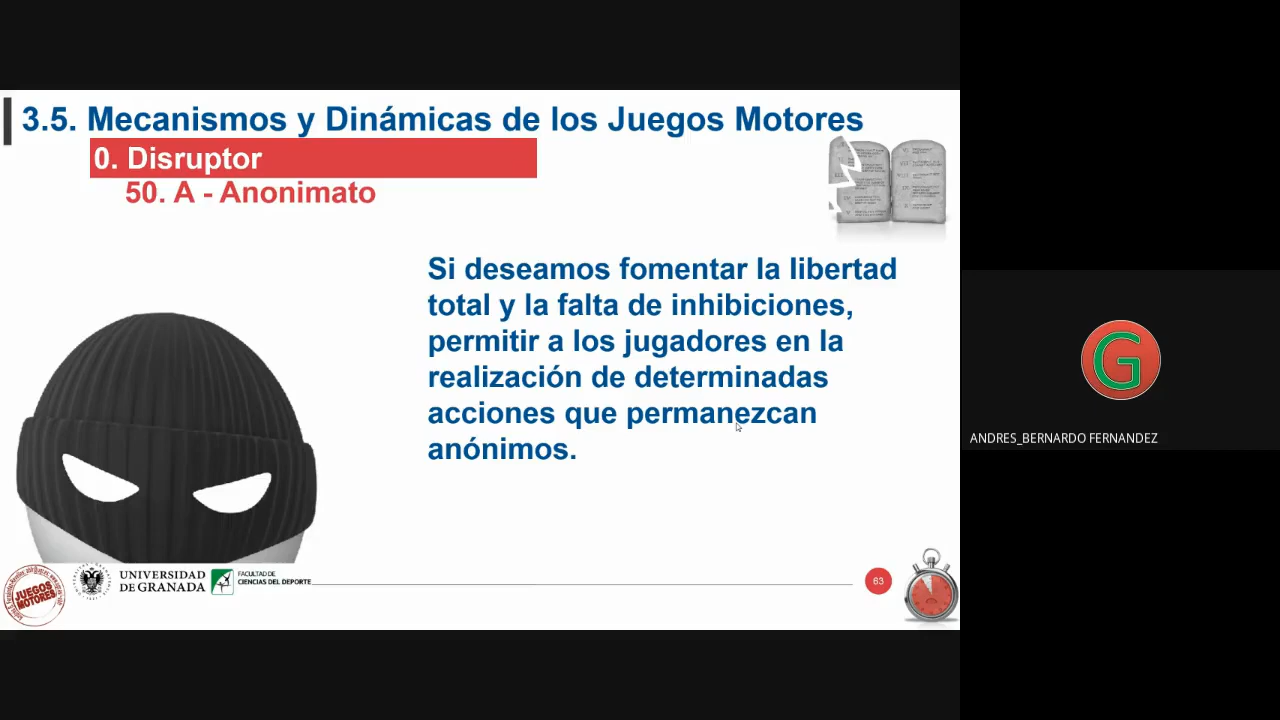 3.5. Mecanismos y Dinámicas de los Juegos Motores
0. Disruptor
50. A - Anonimato
Si deseamos fomentar la libertad
total y la falta de inhibiciones,
permitir a los jugadores en la
realización de determinadas
acciones que permanezcan
anónimos.
G
ANDRES_BERNARDO FERNANDEZ
JUEGOS
MOTORES
UNIVERSIDAD
DE GRANADA
FACULTAD DE
CIENCIAS DEL DEPORTE
63